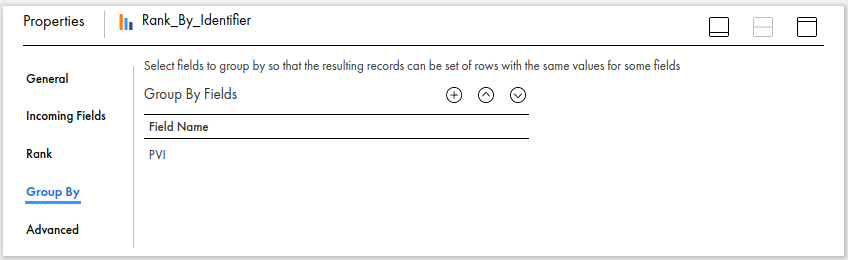 Properties
Rank_By_Identifier
General
Incoming Fields
Rank
Group By
Advanced
Select fields to group by so that the resulting records can be set of rows with the same values for some fields
Group By Fields
Field Name
PVI